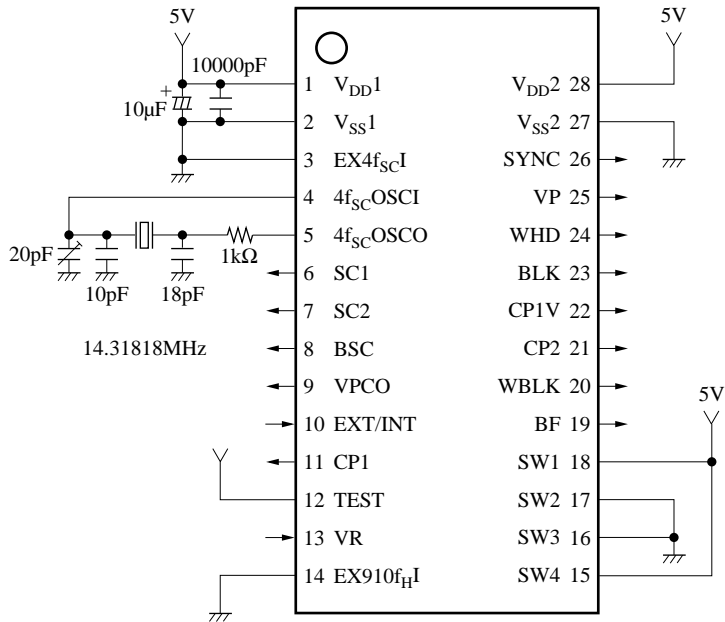 5V
5V
10000pF
10µF
1 VDD1
VDD2 28
2 VSS1
VSS2 27
3 EX4fSCI
SYNC 26
4 4fSCOSCI
VP 25
5 4fSCOSCO
WHD 24
20pF
10pF
18pF
1kΩ
6 SC1
BLK 23
7 SC2
CP1V 22
14.31818MHz
8 BSC
CP2 21
9 VPCO
WBLK 20
5V
10 EXT/INT
BF 19
11 CP1
SW1 18
12 TEST
SW2 17
13 VR
SW3 16
14 EX910fHI
SW4 15